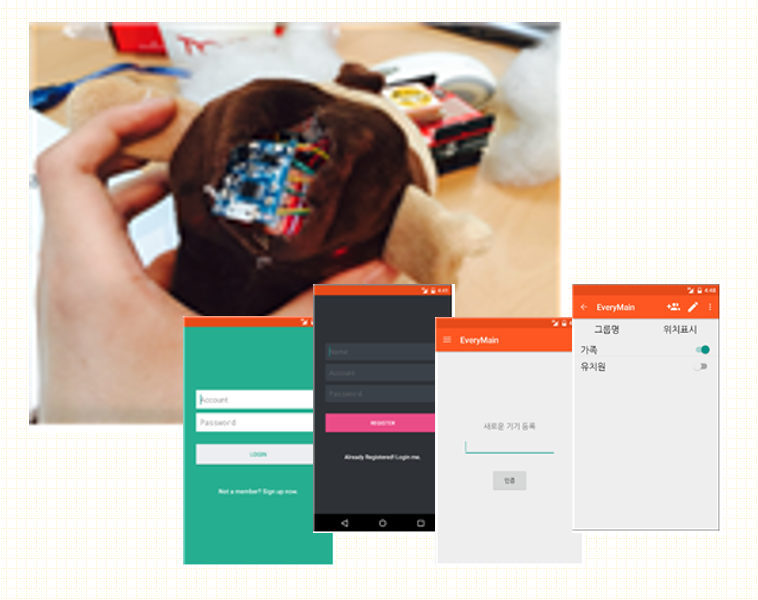 Account
Password
LOGIN
Not a member? Sign up now.
Name
Account
Password
REGISTER
Already Registered! Login me.
EveryMain
새로운 기기 등록
인증
4:48
EveryMain
그룹명 위치표시
가족
유치원